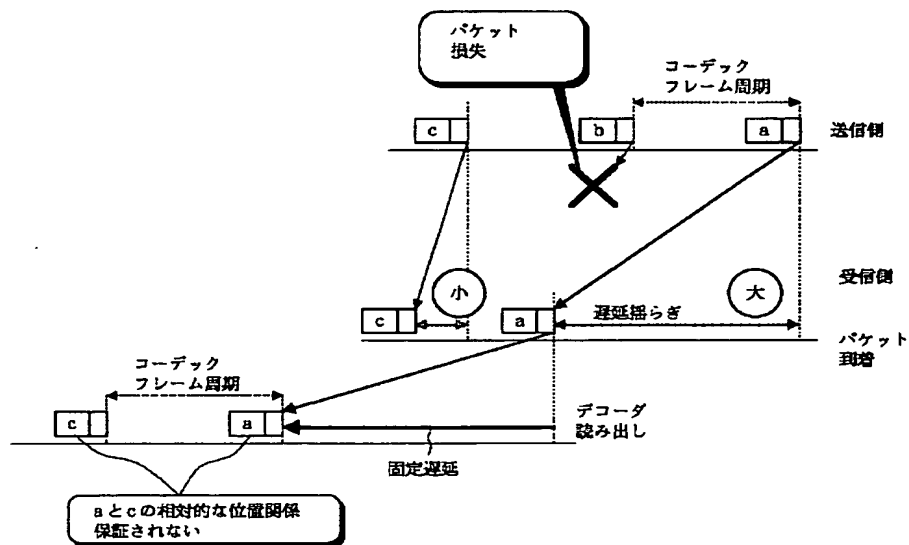 パケット
損失
コーデック
フレーム周期
c
b
a
送信側
小
大
受信側
c
a
遅延揺らぎ
パケット
到着
コーデック
フレーム周期
c
a
デコーダ
読み出し
固定遅延
aとcの相対的な位置関係
保証されない